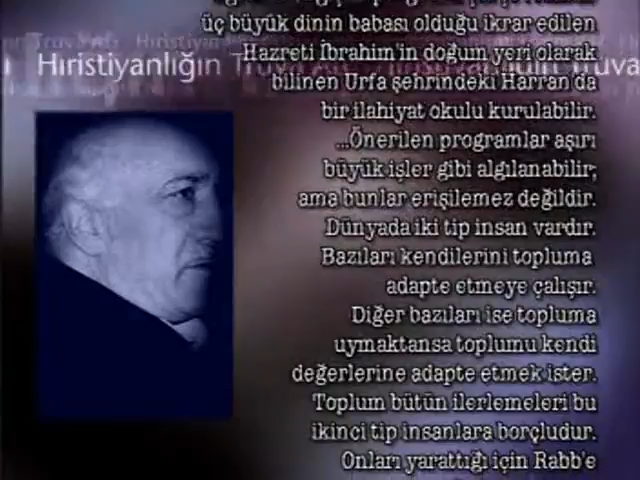 üç büyük dinin babası olduğu ikrar edilen
Hazreti İbrahim'in doğum yeri olarak
Hıristiyanlığın Truva Atı
bilinen Urfa şehrindeki Harran'da
bir ilahiyat okulu kurulabilir.
...Önerilen programlar aşırı
büyük işler gibi algılanabilir;
ama bunlar erişilemez değildir.
Dünyada iki tip insan vardır.
Bazıları kendilerini topluma
adapte etmeye çalışır.
Diğer bazıları ise topluma
uymaktansa toplumu kendi
değerlerine adapte etmek ister.
Toplum bütün ilerlemeleri bu
ikinci tip insanlara borçludur.
Onları yarattığı için Rabb'e